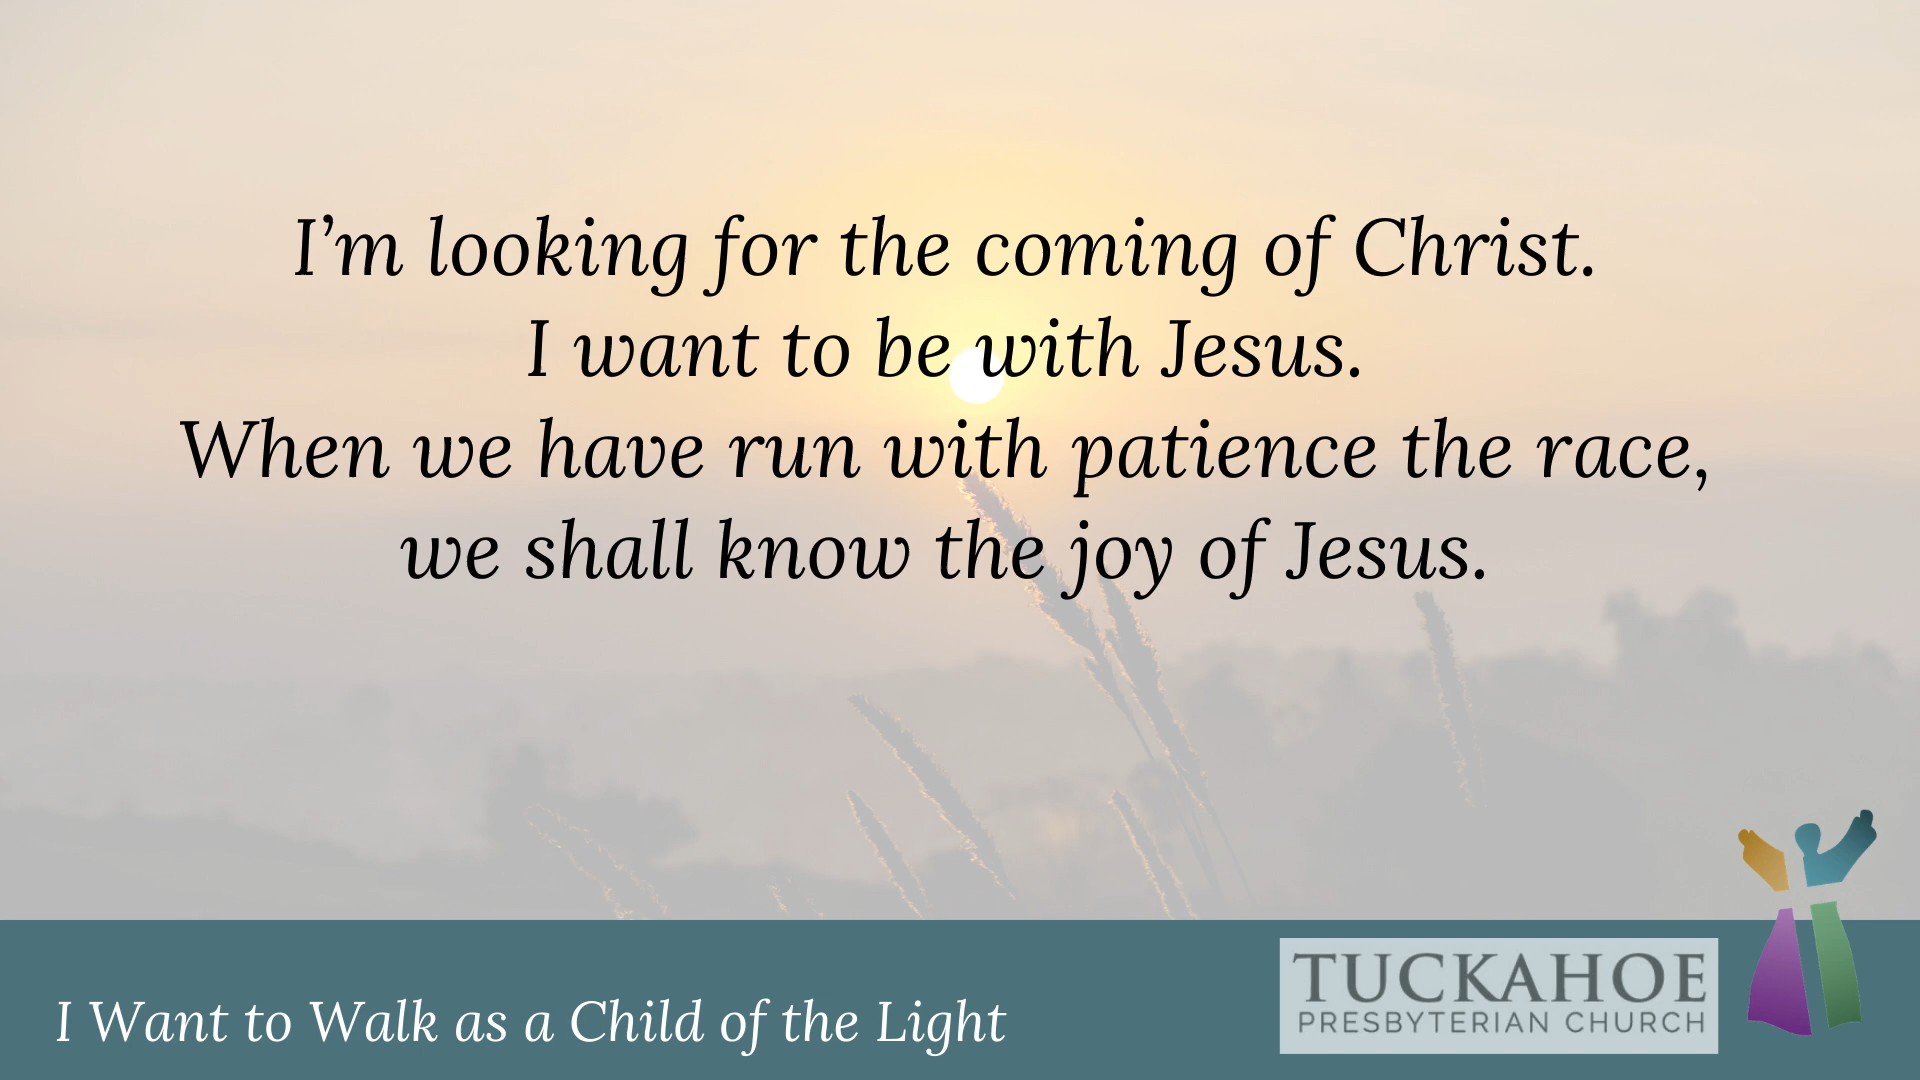 I’m looking for the coming of Christ.
I want to be with Jesus.
When we have run with patience the race,
we shall know the joy of Jesus.
I Want to Walk as a Child of the Light
TUCKAHOE
PRESBYTERIAN CHURCH